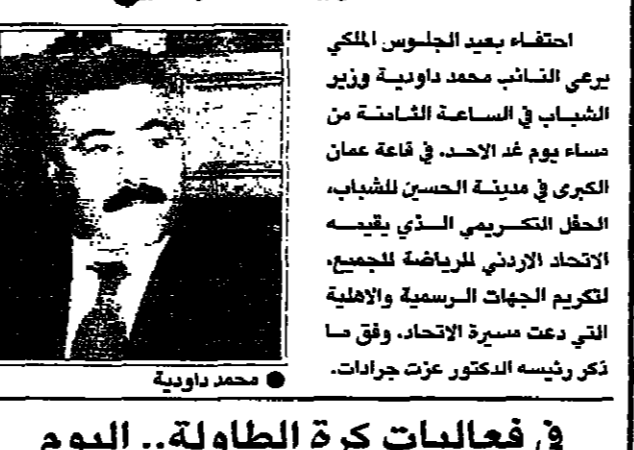 احتفاء بعيد الجلوس الملكي
يرعى النائب محمد داودية وزير
الشباب في الساعة الثامنة من
مساء يوم غد الاحد، في قاعة عمان
الكبرى في مدينة الحسين للشباب،
الحفل التكريمي الذي يقيمه
الاتحاد الاردني للرياضة للجميع،
لتكريم الجهات الرسمية والاهلية
التي دعت مسيرة الاتحاد، وفق ما
ذكر رئيسه الدكتور عزت جرادات.
● محمد داودية
في فعاليات كرة الطاولة.. اليوم